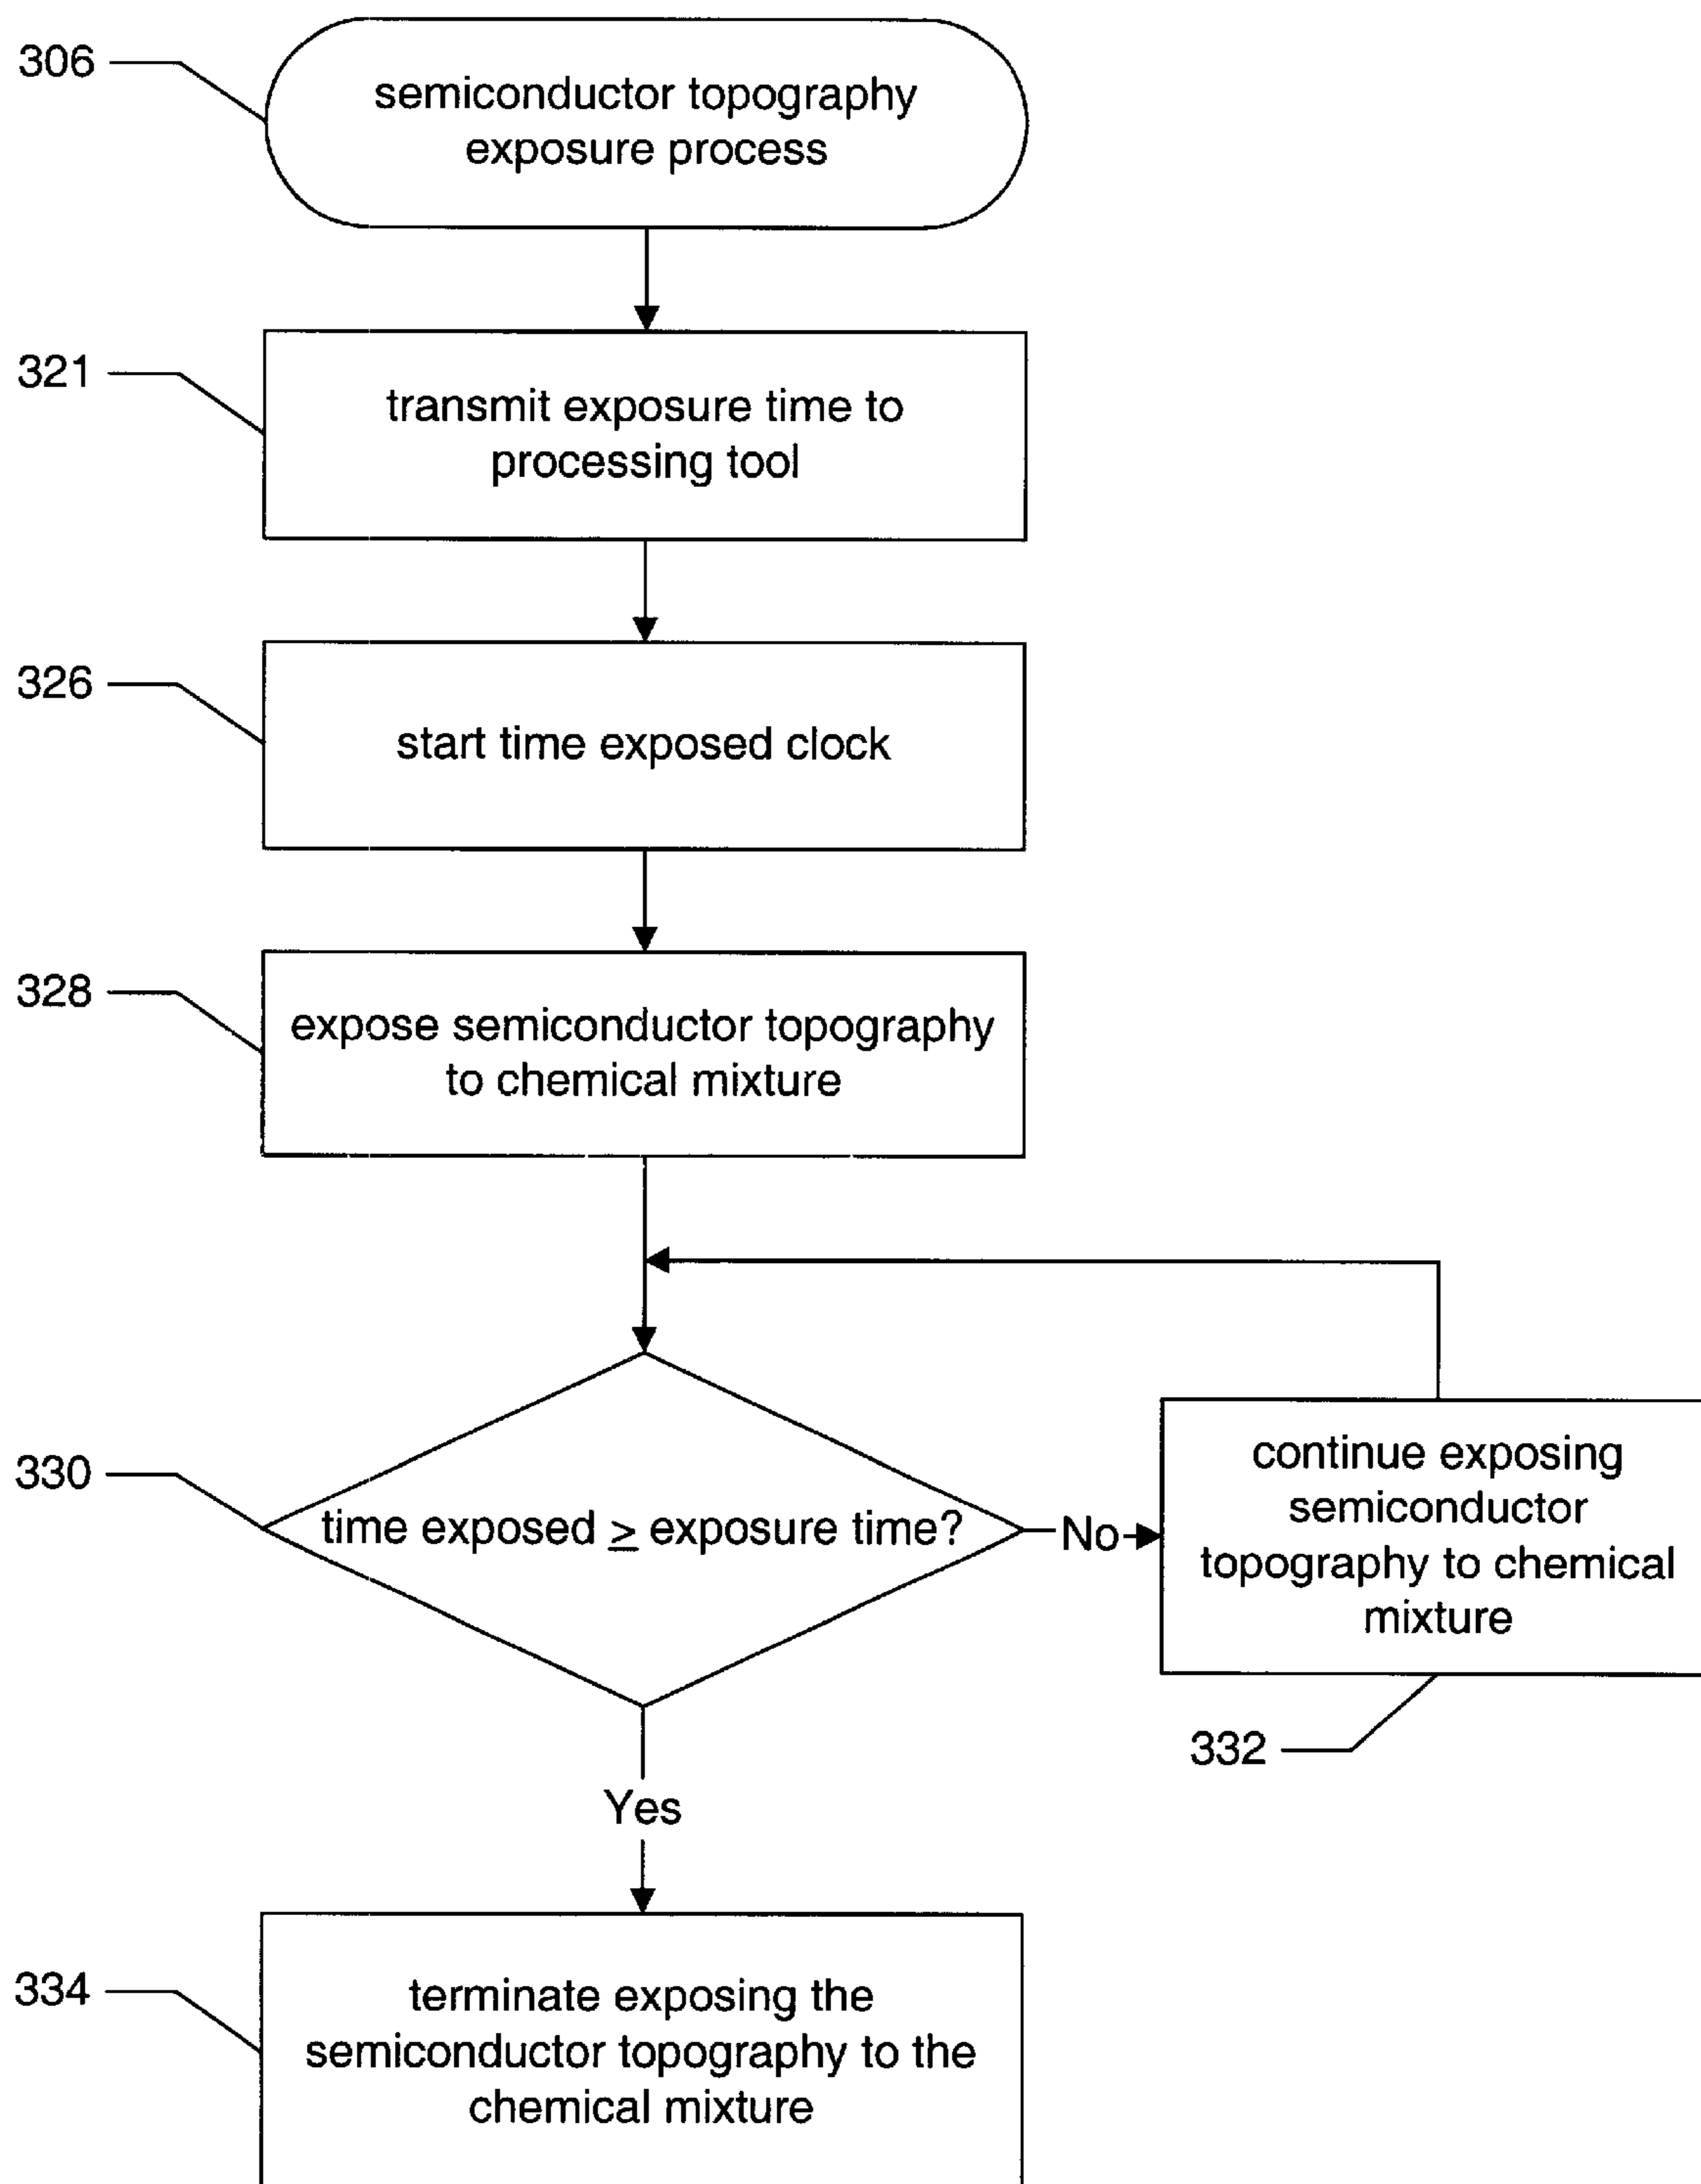 306
semiconductor topography
exposure process
321
transmit exposure time to
processing tool
326
start time exposed clock
328
expose semiconductor topography
to chemical mixture
330
time exposed ≥ exposure time?
No
continue exposing
semiconductor
topography to chemical
mixture
332
Yes
334
terminate exposing the
semiconductor topography to the
chemical mixture